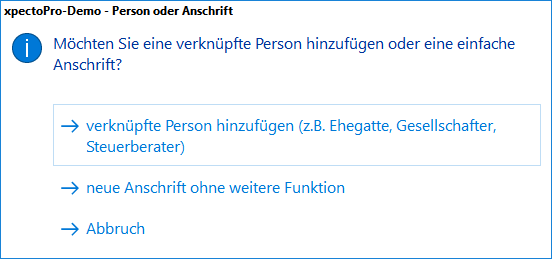 xpectoPro-Demo - Person oder Anschrift
Möchten Sie eine verknüpfte Person hinzufügen oder eine einfache
Anschrift?
verknüpfte Person hinzufügen (z.B. Ehegatte, Gesellschafter,
Steuerberater)
neue Anschrift ohne weitere Funktion
Abbruch